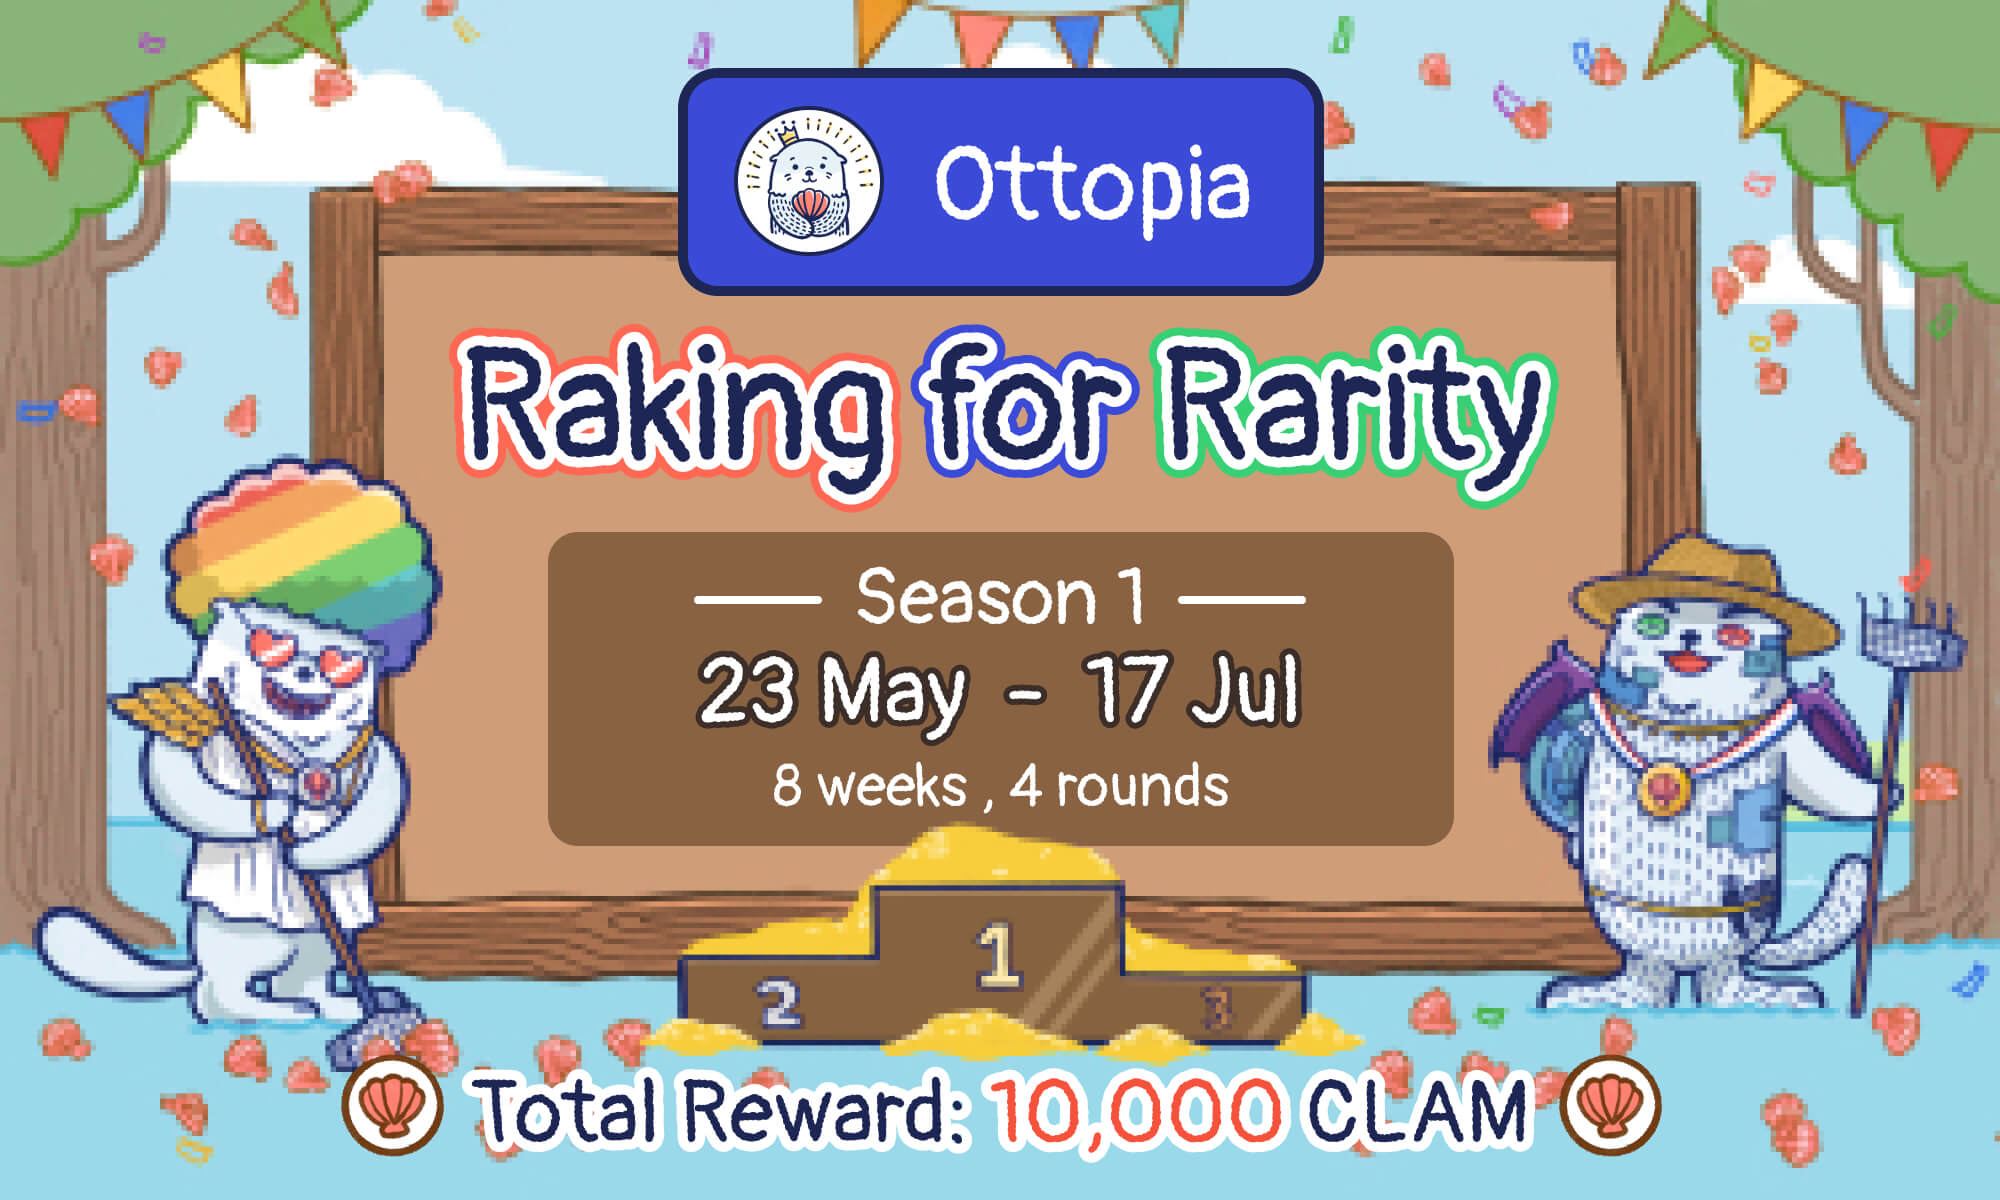 Ottopia
Raking for Rarity
Season 1
23 May - 17 Jul
8 weeks , 4 rounds
1
2
3
Total Reward: 10,000 CLAM